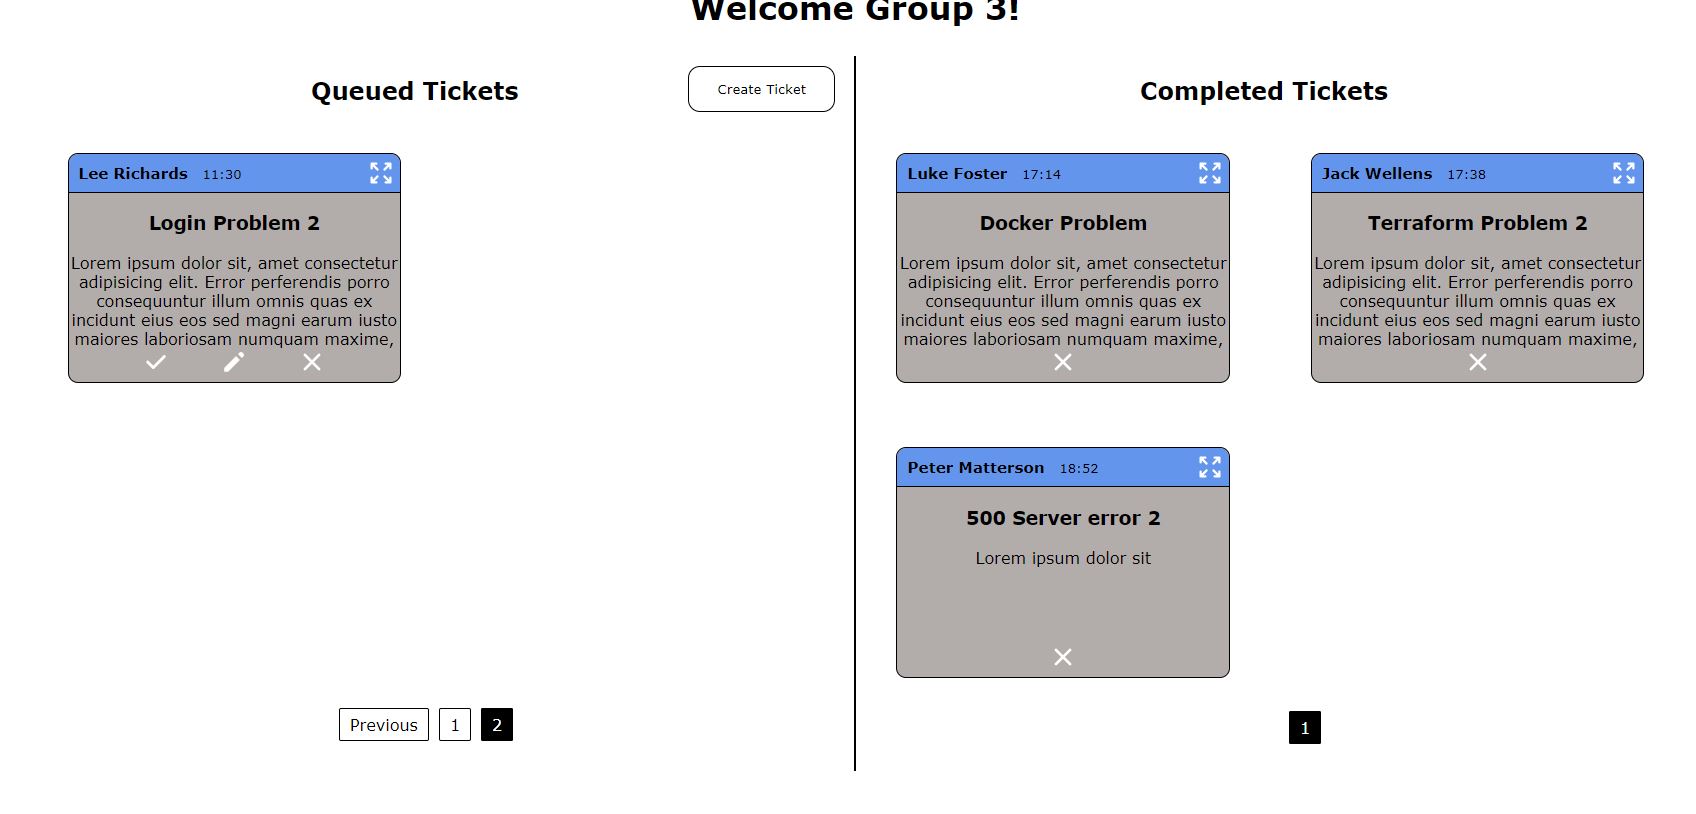 Welcome Group 3!
Queued Tickets
Create Ticket
Lee Richards 11:30
Login Problem 2
Lorem ipsum dolor sit, amet consectetur
adipisicing elit. Error perferendis porro
consequuntur illum omnis quas ex
incidunt eius eos sed magni earum iusto
maiores laboriosam numquam maxime,
Previous 1 2
Completed Tickets
Luke Foster 17:14
Docker Problem
Lorem ipsum dolor sit, amet consectetur
adipisicing elit. Error perferendis porro
consequuntur illum omnis quas ex
incidunt eius eos sed magni earum iusto
maiores laboriosam numquam maxime,
Jack Wellens 17:38
Terraform Problem 2
Lorem ipsum dolor sit, amet consectetur
adipisicing elit. Error perferendis porro
consequuntur illum omnis quas ex
incidunt eius eos sed magni earum iusto
maiores laboriosam numquam maxime,
Peter Matterson 18:52
500 Server error 2
Lorem ipsum dolor sit
1